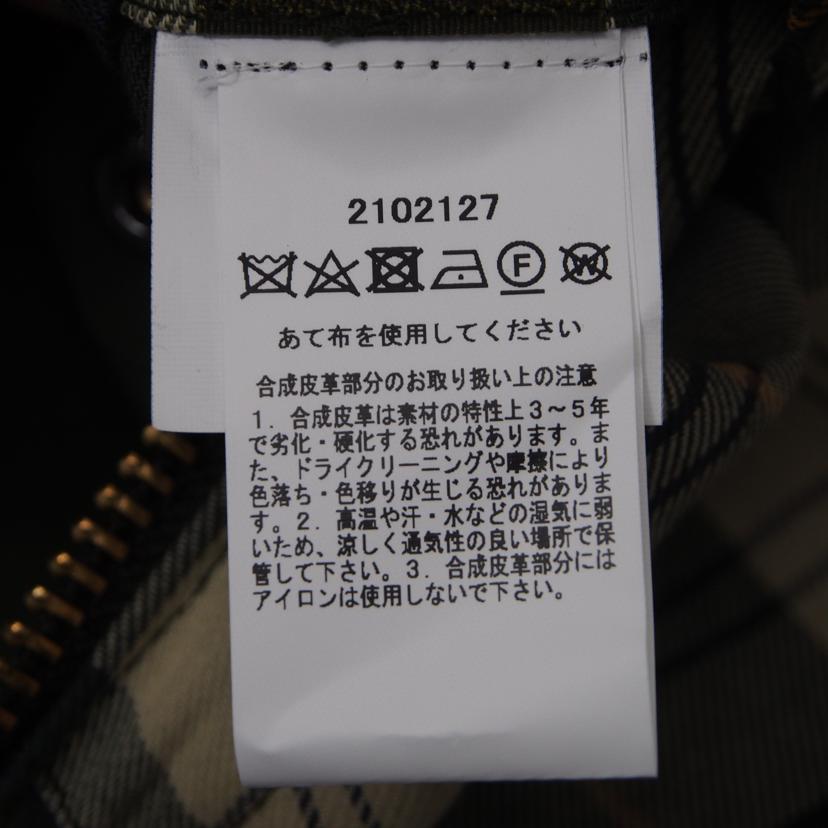 2102127
F W
あて布を使用してください
合成皮革部分のお取り扱い上の注意
1．合成皮革は素材の特性上3～5年
で劣化・硬化する恐れがあります。ま
た、ドライクリーニングや摩擦により
色落ち・色移りが生じる恐れがありま
す。2．高温や汗・水などの湿気に弱
いため、涼しく通気性の良い場所で保
管して下さい。3．合成皮革部分には
アイロンは使用しないで下さい。